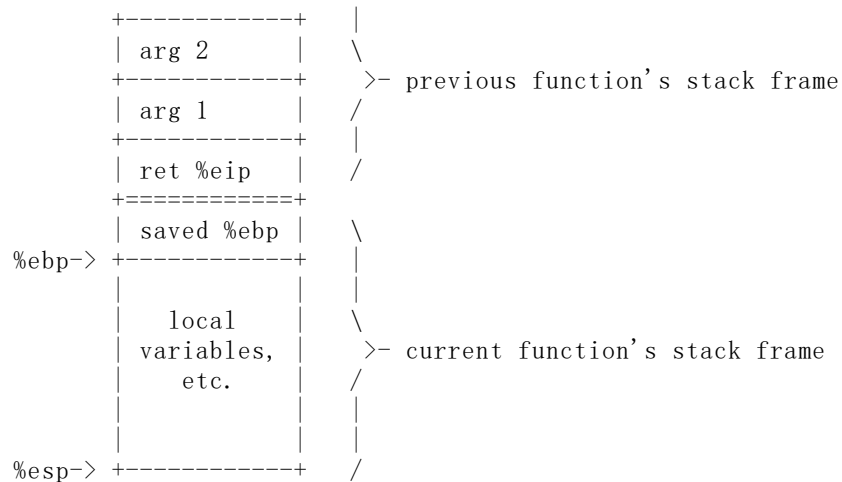 +------------+   |
| arg 2      |   \
+------------+    >- previous function's stack frame
| arg 1      |   /
+------------+   |
| ret %eip   |   /
+============+
| saved %ebp |   \
%ebp-> +------------+   |
|            |   |
|   local    |   \
| variables, |    >- current function's stack frame
|    etc.    |   /
|            |   |
|            |   |
%esp-> +------------+   /